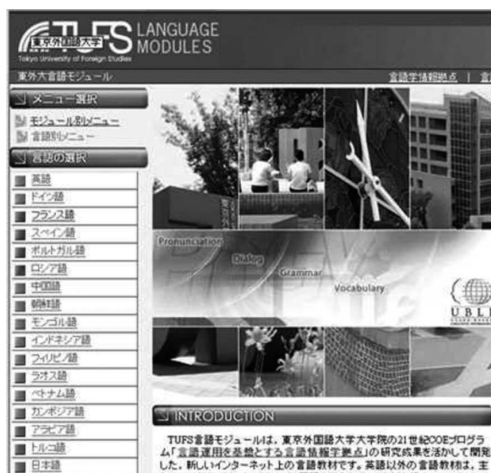 TUFS LANGUAGE
東京外国語大学 MODULES
Tokyo University of Foreign Studies
東外大言語モジュール
言語学情報拠点 | 言
メニュー選択
モジュール別メニュー
言語別メニュー
言語の選択
英語
ドイツ語
フランス語
スペイン語
ポルトガル語
ロシア語
中国語
朝鮮語
モンゴル語
インドネシア語
フィリピノ語
ラオス語
ベトナム語
カンボジア語
アラビア語
トルコ語
日本語
Pronunciation
Dialog
Grammar
Vocabulary
UBLI
INTRODUCTION
TUFS言語モジュールは、東京外国語大学大学院の21世紀COEプログラ
ム「言語運用を基盤とする言語情報学拠点」の研究成果を活かして開発
した、新しいインターネット上の言語教材です。英語以外の言語教材は、主